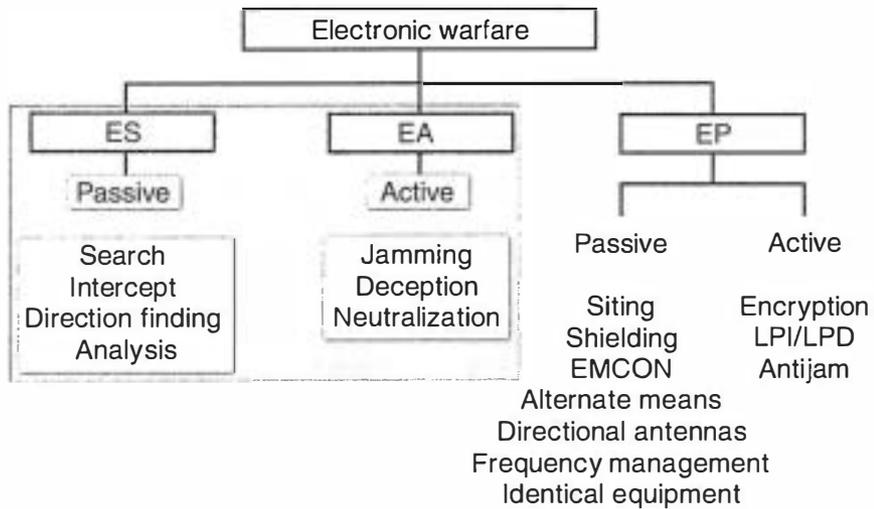 Electronic warfare
ES
Passive
Search
Intercept
Direction finding
Analysis
EA
Active
Jamming
Deception
Neutralization
EP
Passive
Siting
Shielding
EMCON
Alternate means
Directional antennas
Frequency management
Identical equipment
Active
Encryption
LPI/LPD
Antijam